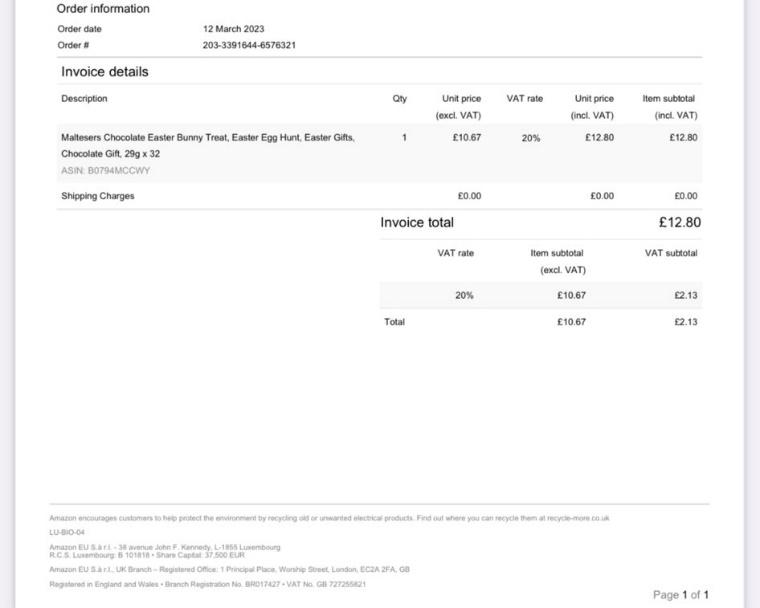 Order information
Order date 12 March 2023
Order # 203-3391644-6576321
Invoice details
Description Qty Unit price VAT rate Unit price Item subtotal
(excl. VAT) (incl. VAT) (incl. VAT)
Maltesers Chocolate Easter Bunny Treat, Easter Egg Hunt, Easter Gifts, 1 £10.67 20% £12.80 £12.80
Chocolate Gift, 29g x 32
ASIN: B0794MCCWY
Shipping Charges £0.00 £0.00 £0.00
Invoice total £12.80
VAT rate Item subtotal VAT subtotal
(excl. VAT)
20% £10.67 £2.13
Total £10.67 £2.13
Amazon encourages customers to help protect the environment by recycling old or unwanted electrical products. Find out where you can recycle them at recycle-more.co.uk
LU-BIO-04
Amazon EU S.à r.l. - 38 avenue John F. Kennedy, L-1855 Luxembourg
R.C.S. Luxembourg: B 101818 • Share Capital: 37,500 EUR
Amazon EU S.à r.l., UK Branch – Registered Office: 1 Principal Place, Worship Street, London, EC2A 2FA, GB
Registered in England and Wales • Branch Registration No. BR017427 • VAT No. GB 727255821
Page 1 of 1